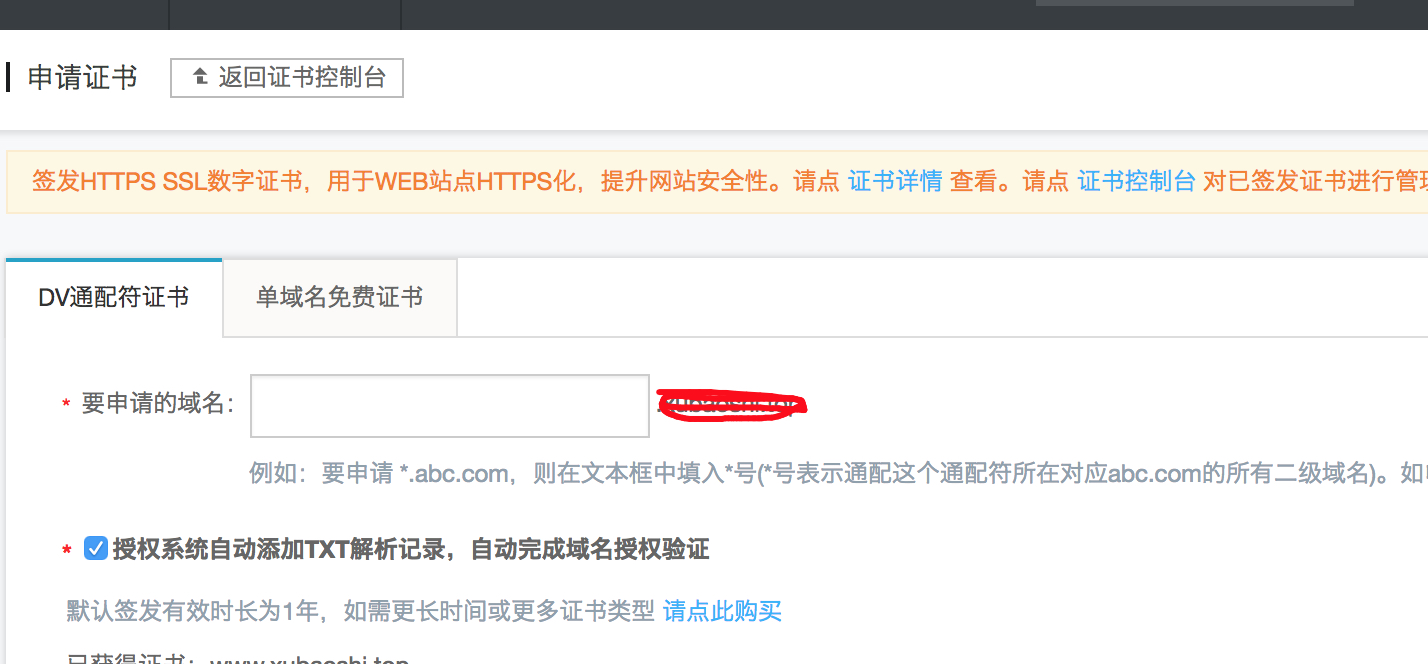 申请证书
返回证书控制台
签发HTTPS SSL数字证书，用于WEB站点HTTPS化，提升网站安全性。请点 证书详情 查看。请点 证书控制台 对已签发证书进行管理
DV通配符证书
单域名免费证书
* 要申请的域名：
例如：要申请 *.abc.com，则在文本框中填入*号(*号表示通配这个通配符所在对应abc.com的所有二级域名)。如
* 授权系统自动添加TXT解析记录，自动完成域名授权验证
默认签发有效时长为1年，如需更长时间或更多证书类型 请点此购买
已获得证书：www.xubaoshi.top